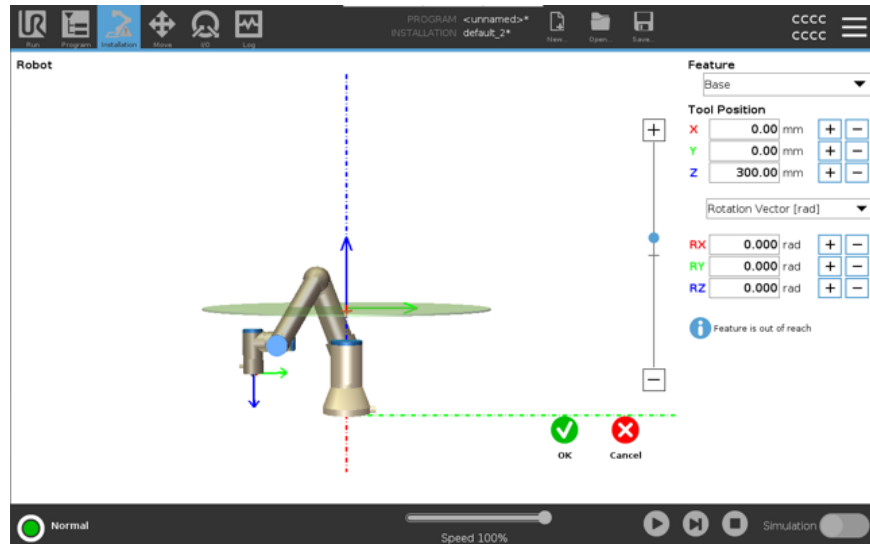 UR
PROGRAM <unnamed>*
INSTALLATION default_2*
Run Program Installation Move I/O Log
New... Open... Save...
cccc
cccc
Robot
Feature
Base
Tool Position
X 0.00 mm + −
Y 0.00 mm + −
Z 300.00 mm + −
Rotation Vector [rad]
RX 0.000 rad + −
RY 0.000 rad + −
RZ 0.000 rad + −
Feature is out of reach
OK Cancel
Normal
Speed 100%
Simulation